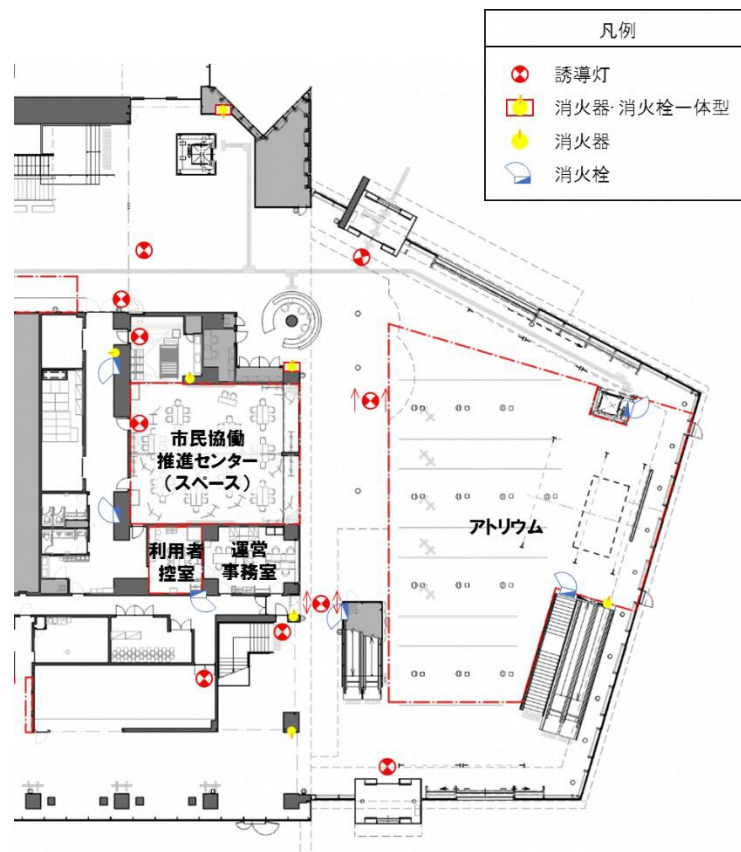 凡例
誘導灯
消火器・消火栓一体型
消火器
消火栓
市民協働
推進センター
(スペース)
利用者
控室
運営
事務室
アトリウム